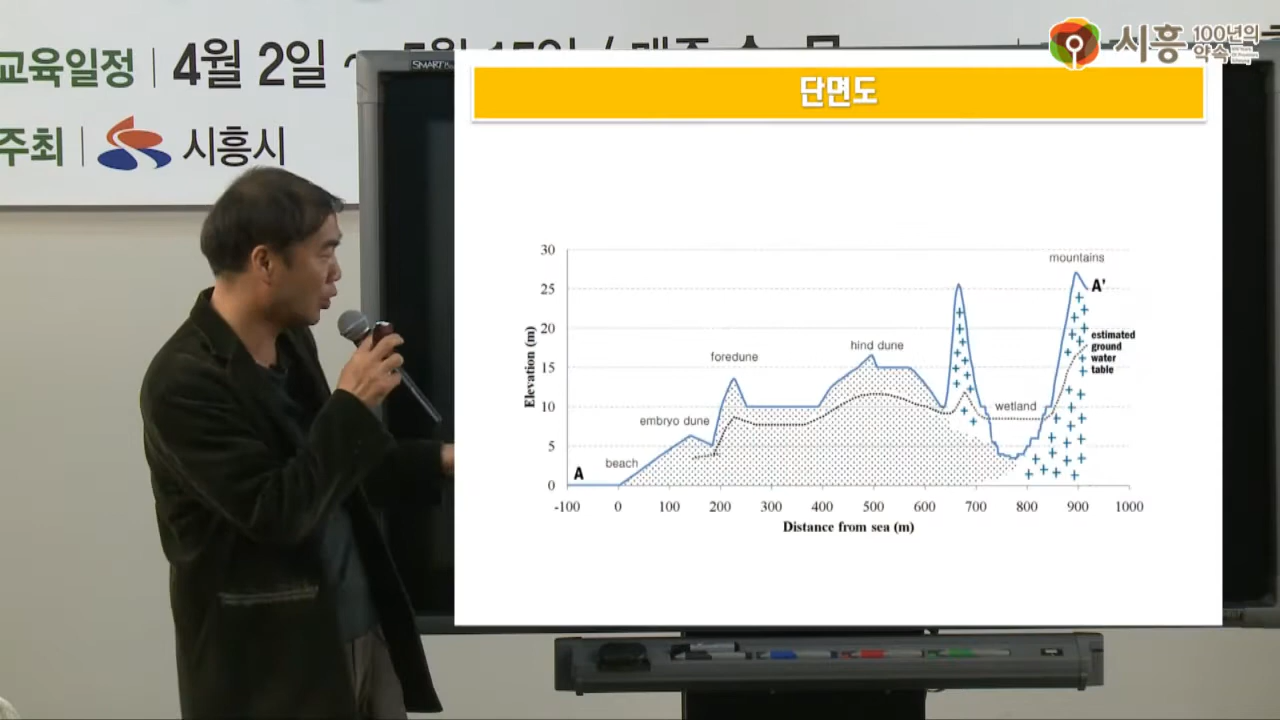 교육일정 | 4월 2일 ~
주최 | 시흥시
시흥 100년의 약속
SMART
단면도
30
25
20
15
10
5
0
Elevation (m)
mountains
A'
estimated
ground
water
table
hind dune
foredune
wetland
embryo dune
beach
A
-100 0 100 200 300 400 500 600 700 800 900 1000
Distance from sea (m)